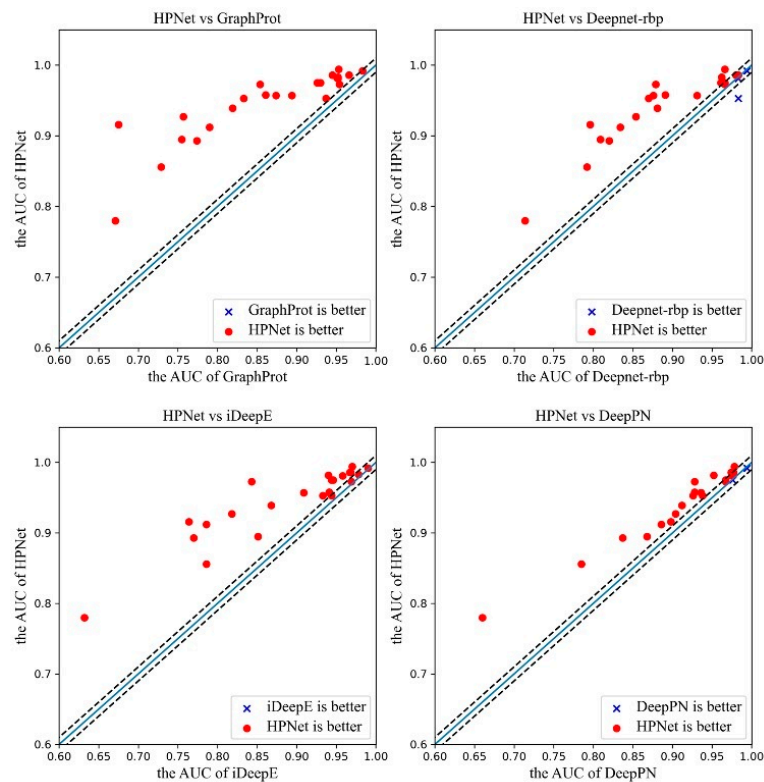 HPNet vs GraphProt
the AUC of HPNet
1.0
0.9
0.8
0.7
0.6
0.60 0.65 0.70 0.75 0.80 0.85 0.90 0.95 1.00
the AUC of GraphProt
GraphProt is better
HPNet is better
HPNet vs Deepnet-rbp
the AUC of HPNet
1.0
0.9
0.8
0.7
0.6
0.60 0.65 0.70 0.75 0.80 0.85 0.90 0.95 1.00
the AUC of Deepnet-rbp
Deepnet-rbp is better
HPNet is better
HPNet vs iDeepE
the AUC of HPNet
1.0
0.9
0.8
0.7
0.6
0.60 0.65 0.70 0.75 0.80 0.85 0.90 0.95 1.00
the AUC of iDeepE
iDeepE is better
HPNet is better
HPNet vs DeepPN
the AUC of HPNet
1.0
0.9
0.8
0.7
0.6
0.60 0.65 0.70 0.75 0.80 0.85 0.90 0.95 1.00
the AUC of DeepPN
DeepPN is better
HPNet is better